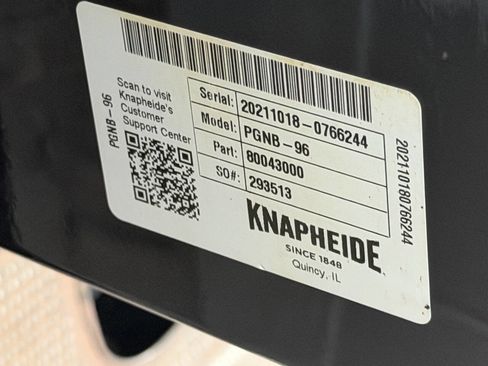 Scan to visit
Knapheide's
Customer
Support Center
PGNB-96
Serial: 20211018-0766244
Model: PGNB-96
Part: 80043000
SO#: 293513
KNAPHEIDE
SINCE 1848
Quincy, IL
202110180766244